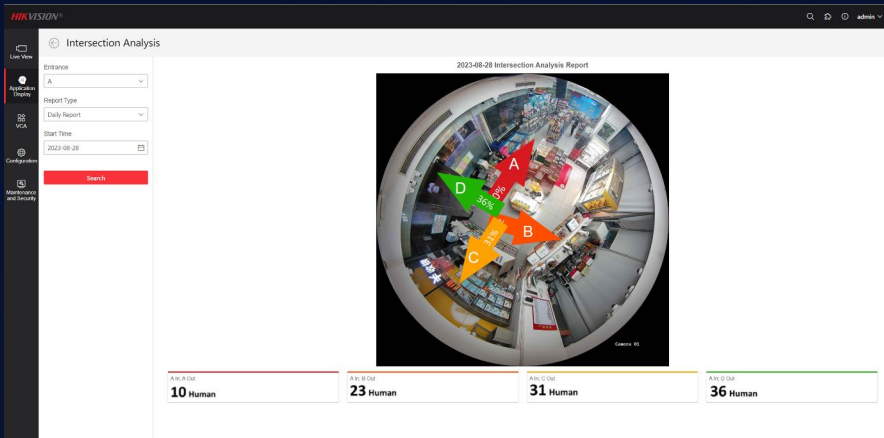 HIKVISION®
admin
Live View
Application
Display
VCA
Configuration
Maintenance
and Security
Intersection Analysis
Entrance
A
Report Type
Daily Report
Start Time
2023-08-28
Search
2023-08-28 Intersection Analysis Report
A
0%
D
36%
B
31%
C
Camera 01
A In; A Out
10 Human
A In; B Out
23 Human
A In; C Out
31 Human
A In; D Out
36 Human